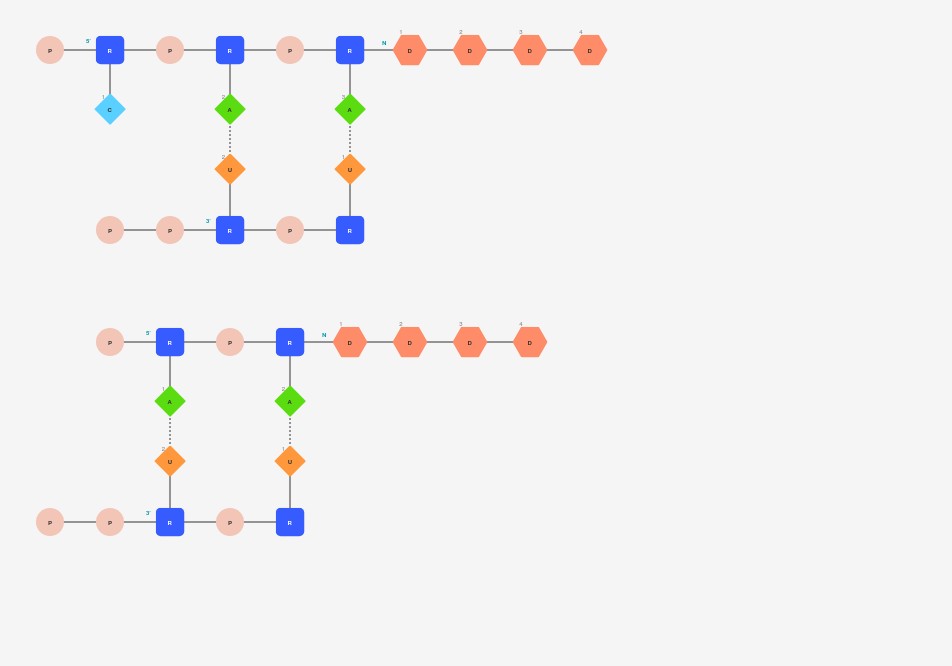 1 2 3 4
5' N
P R P R P R D D D D
1 2 3
C A A
2 1
U U
3'
P P R P R
1 2 3 4
5' N
P R P R D D D D
1 2
A A
2 1
U U
3'
P P R P R